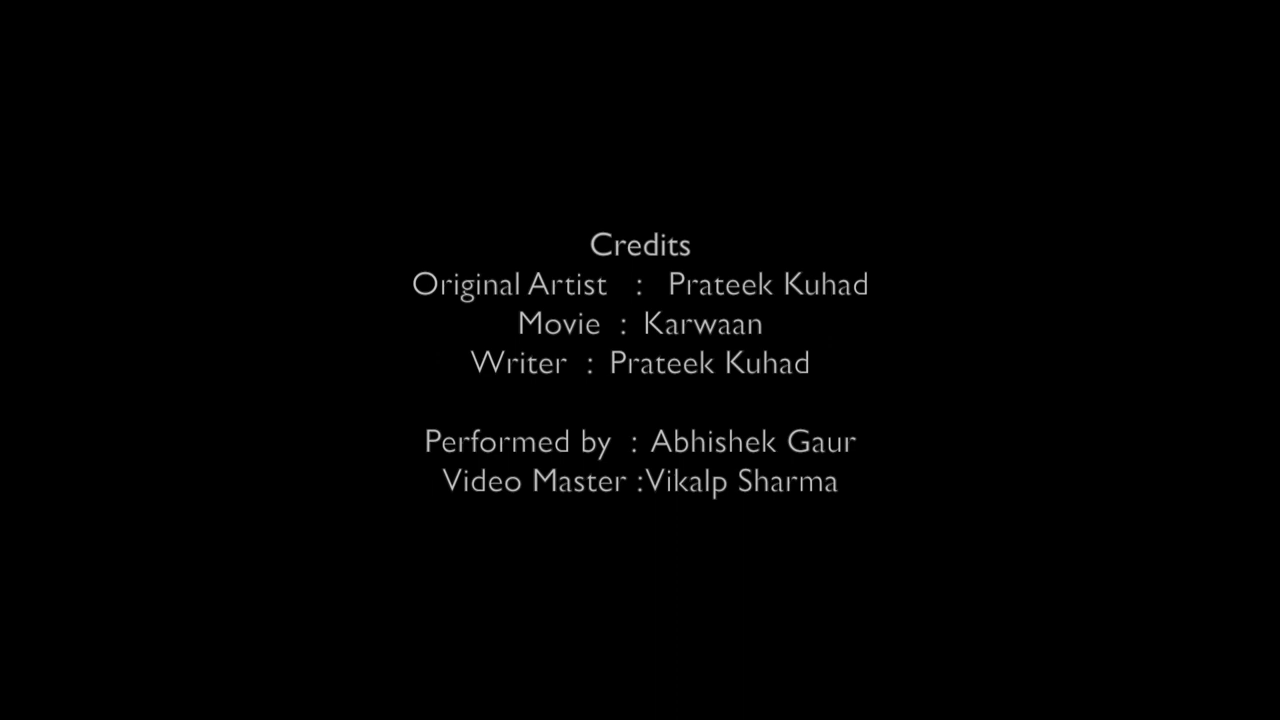 Credits
Original Artist : Prateek Kuhad
Movie : Karwaan
Writer : Prateek Kuhad
Performed by : Abhishek Gaur
Video Master :Vikalp Sharma